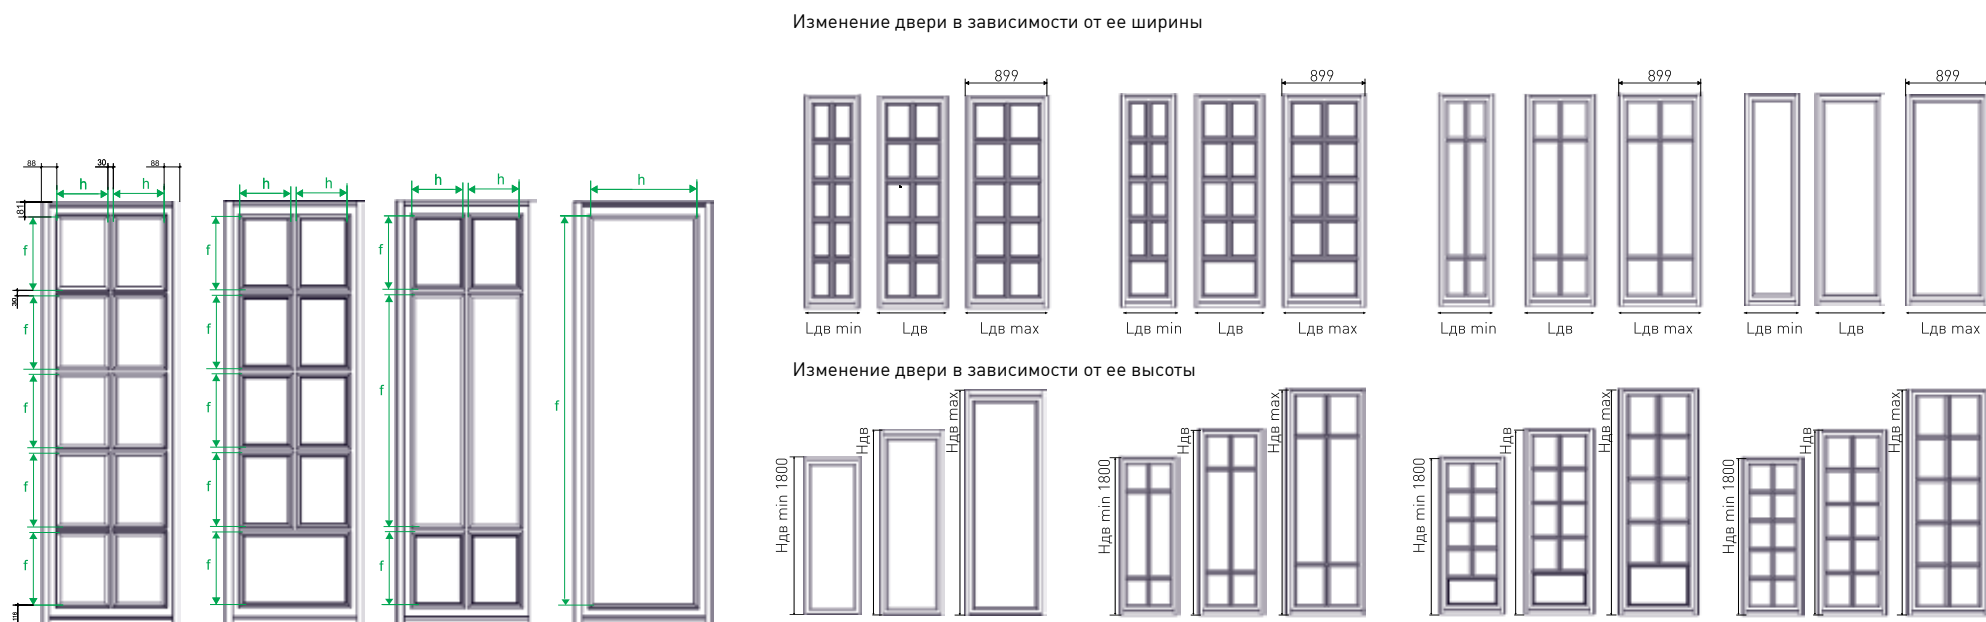 Изменение двери в зависимости от ее ширины
899 899 899 899
88 30 88
h h h h h h h
81
f f f f
30
f f f
f f f f
f f
f f f
Lдв min Lдв Lдв max Lдв min Lдв Lдв max Lдв min Lдв Lдв max Lдв min Lдв Lдв max
Изменение двери в зависимости от ее высоты
Hдв min 1800 Hдв Hдв max Hдв min 1800 Hдв Hдв max Hдв min 1800 Hдв Hдв max Hдв min 1800 Hдв Hдв max